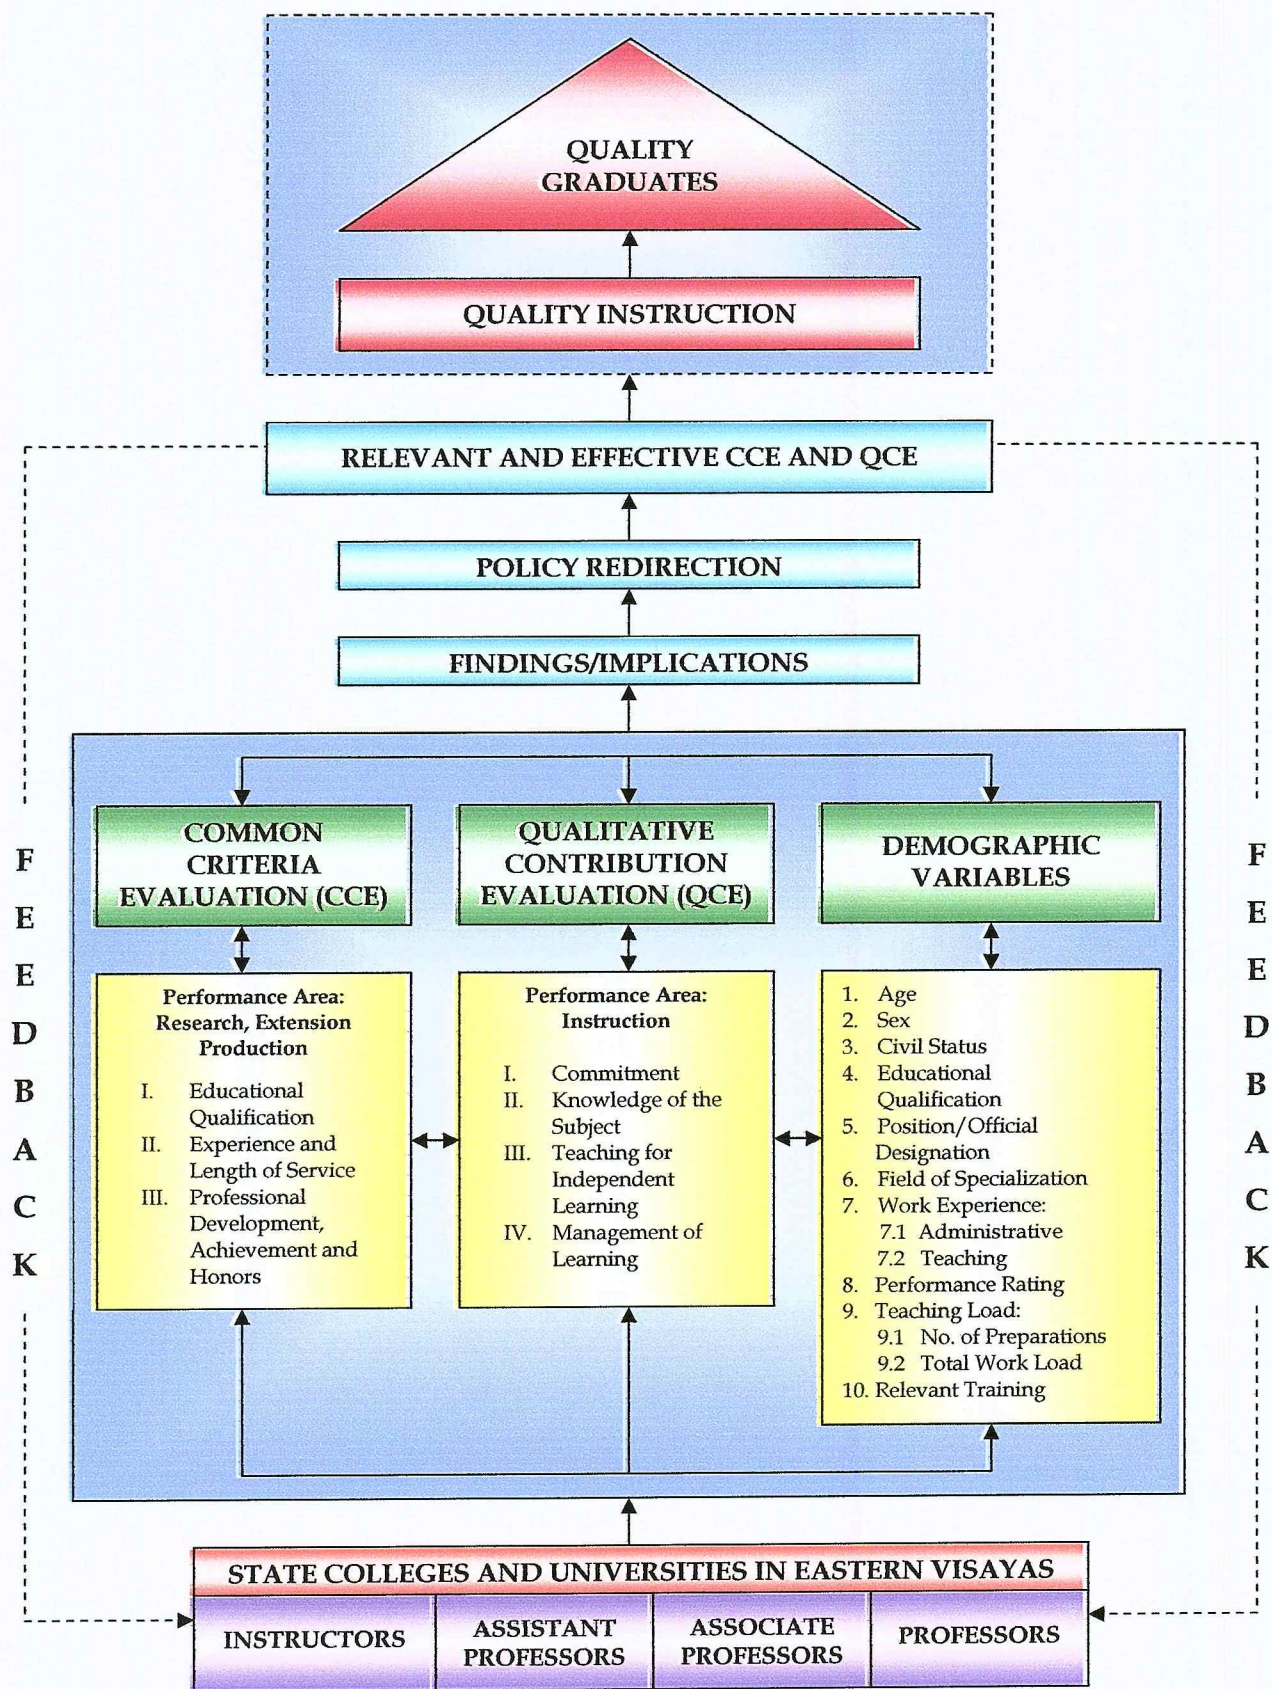 QUALITY
GRADUATES
QUALITY INSTRUCTION
RELEVANT AND EFFECTIVE CCE AND QCE
POLICY REDIRECTION
FINDINGS/IMPLICATIONS
COMMON
CRITERIA
EVALUATION (CCE)
QUALITATIVE
CONTRIBUTION
EVALUATION (QCE)
DEMOGRAPHIC
VARIABLES
Performance Area:
Research, Extension
Production
I. Educational
Qualification
II. Experience and
Length of Service
III. Professional
Development,
Achievement and
Honors
Performance Area:
Instruction
I. Commitment
II. Knowledge of the
Subject
III. Teaching for
Independent
Learning
IV. Management of
Learning
1. Age
2. Sex
3. Civil Status
4. Educational
Qualification
5. Position/Official
Designation
6. Field of Specialization
7. Work Experience:
7.1 Administrative
7.2 Teaching
8. Performance Rating
9. Teaching Load:
9.1 No. of Preparations
9.2 Total Work Load
10. Relevant Training
F
E
E
D
B
A
C
K
F
E
E
D
B
A
C
K
STATE COLLEGES AND UNIVERSITIES IN EASTERN VISAYAS
INSTRUCTORS
ASSISTANT
PROFESSORS
ASSOCIATE
PROFESSORS
PROFESSORS